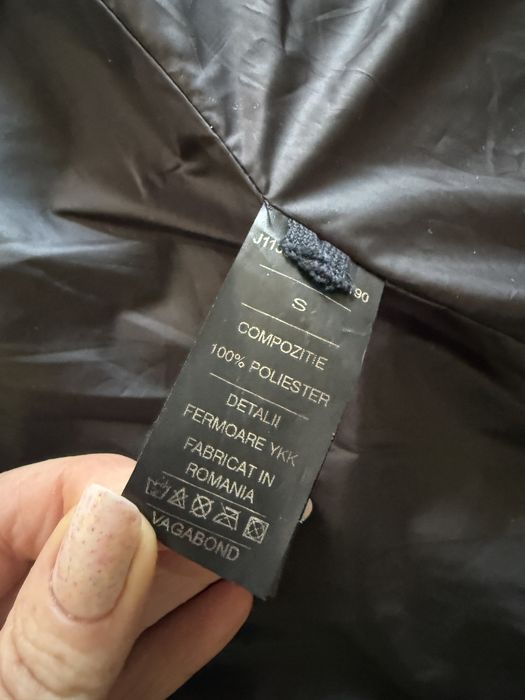 S
COMPOZITIE
100% POLIESTER
DETALII
FERMOARE YKK
FABRICAT IN
ROMANIA
VAGABOND